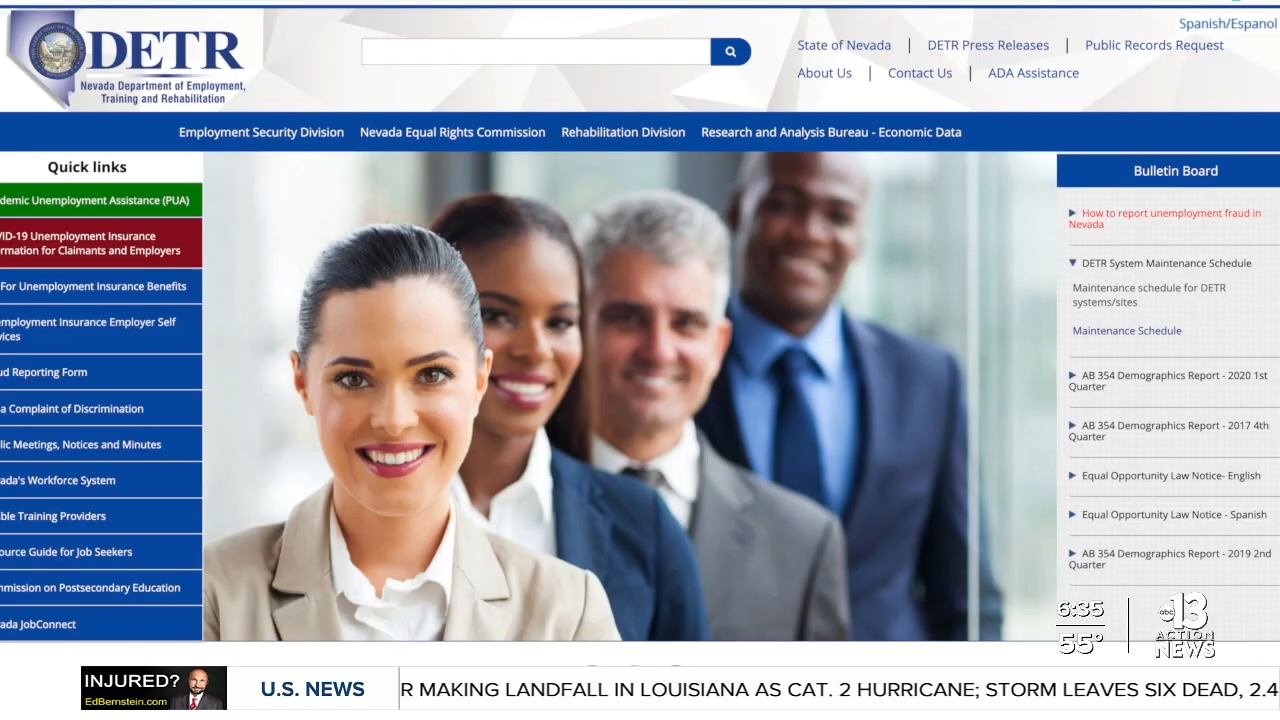 Spanish/Espanol
DETR
Nevada Department of Employment,
Training and Rehabilitation
State of Nevada | DETR Press Releases | Public Records Request
About Us | Contact Us | ADA Assistance
Employment Security Division Nevada Equal Rights Commission Rehabilitation Division Research and Analysis Bureau - Economic Data
Quick links
demic Unemployment Assistance (PUA)
VID-19 Unemployment Insurance
rmation for Claimants and Employers
For Unemployment Insurance Benefits
employment Insurance Employer Self
vices
ud Reporting Form
a Complaint of Discrimination
lic Meetings, Notices and Minutes
ada's Workforce System
ble Training Providers
ource Guide for Job Seekers
mmission on Postsecondary Education
ada JobConnect
Bulletin Board
How to report unemployment fraud in
Nevada
DETR System Maintenance Schedule
Maintenance schedule for DETR
systems/sites
Maintenance Schedule
AB 354 Demographics Report - 2020 1st
Quarter
AB 354 Demographics Report - 2017 4th
Quarter
Equal Opportunity Law Notice- English
Equal Opportunity Law Notice - Spanish
AB 354 Demographics Report - 2019 2nd
Quarter
6:35
55°
abc 13
ACTION
NEWS
INJURED?
EdBernstein.com
U.S. NEWS
R MAKING LANDFALL IN LOUISIANA AS CAT. 2 HURRICANE; STORM LEAVES SIX DEAD, 2.4